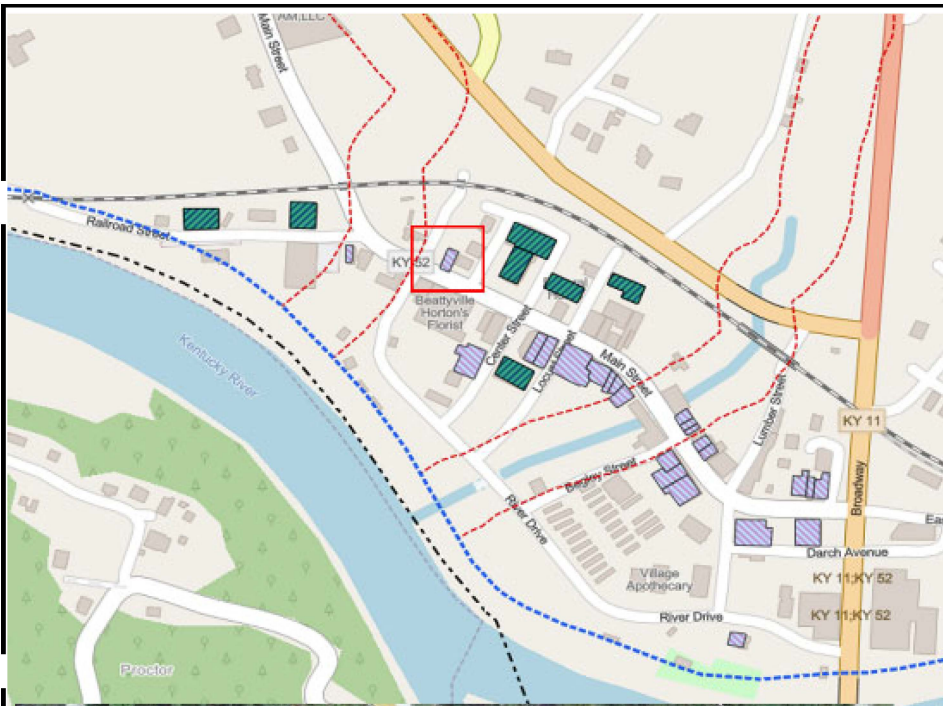 AM LLC
Main Street
Railroad Street
KY 52
Beattyville
Horton's
Florist
Center Street
Locust Street
Main Street
Kentucky River
Lumber Street
KY 11
Broadway
Begley Street
River Drive
Darch Avenue
Village
Apothecary
KY 11;KY 52
River Drive
KY 11;KY 52
Proctor